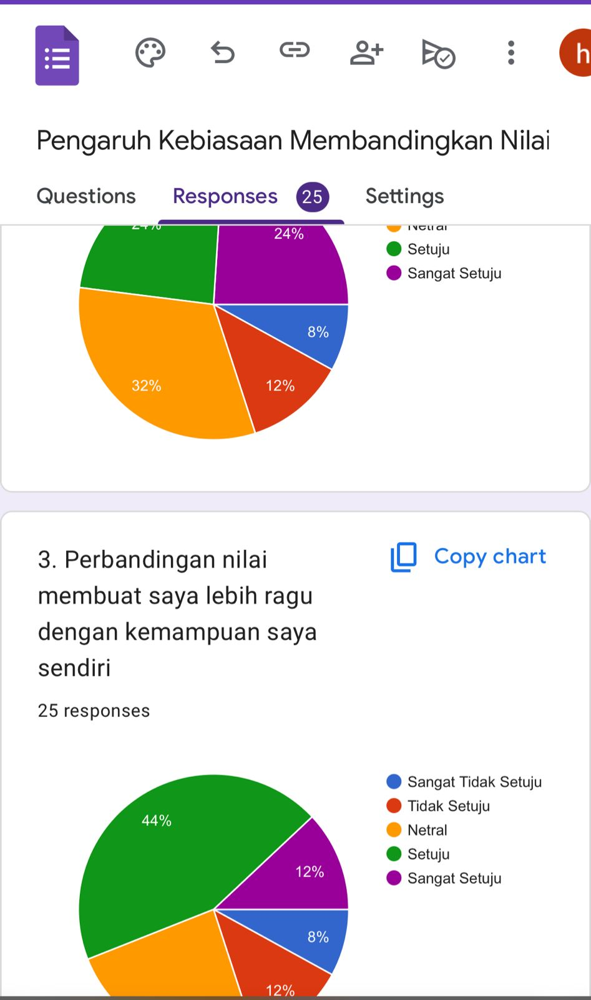 h
Pengaruh Kebiasaan Membandingkan Nilai
Questions
Responses
25
Settings
24%
24%
Netral
Setuju
Sangat Setuju
8%
12%
32%
3. Perbandingan nilai
membuat saya lebih ragu
dengan kemampuan saya
sendiri
Copy chart
25 responses
Sangat Tidak Setuju
Tidak Setuju
Netral
Setuju
Sangat Setuju
44%
12%
8%
12%